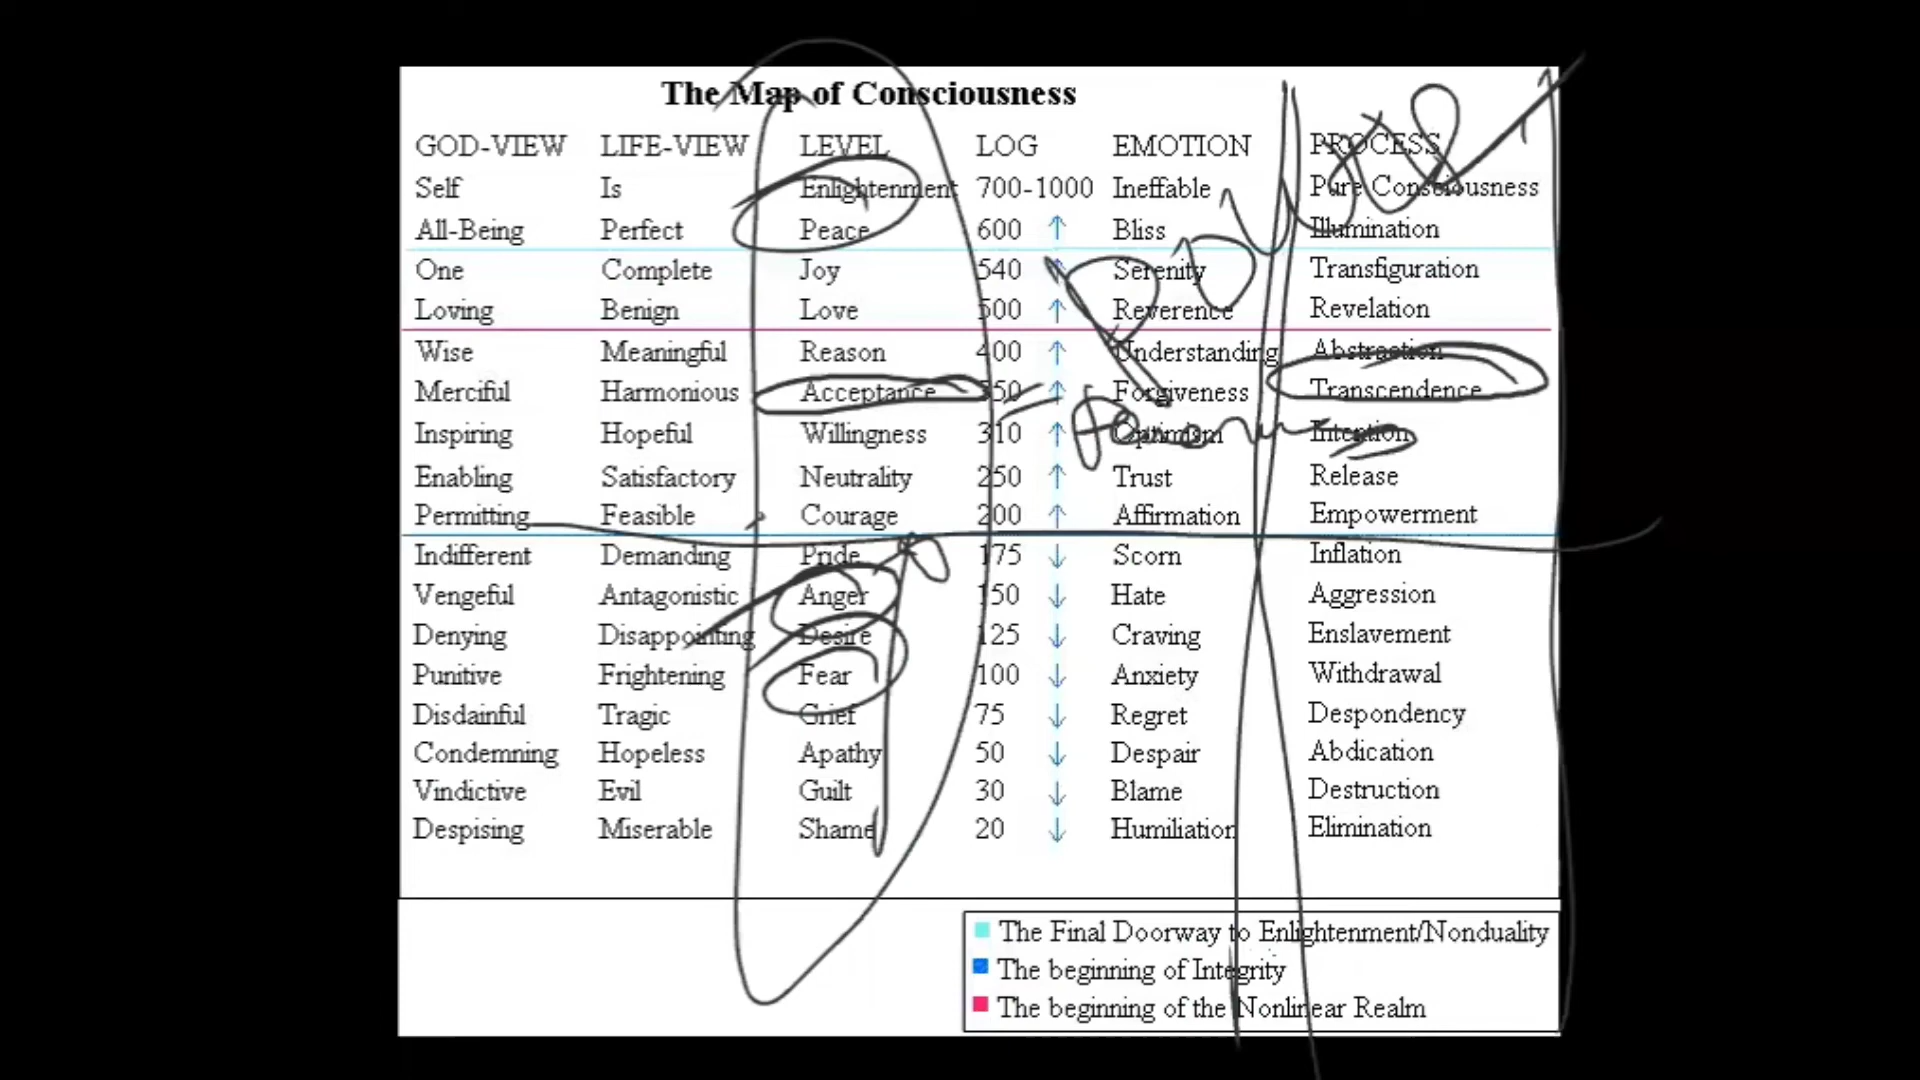 The Map of Consciousness
GOD-VIEW LIFE-VIEW LEVEL LOG EMOTION PROCESS
Self Is Enlightenment 700-1000 Ineffable Pure Consciousness
All-Being Perfect Peace 600 ↑ Bliss Illumination
One Complete Joy 540 ↑ Serenity Transfiguration
Loving Benign Love 500 ↑ Reverence Revelation
Wise Meaningful Reason 400 ↑ Understanding Abstraction
Merciful Harmonious Acceptance 350 ↑ Forgiveness Transcendence
Inspiring Hopeful Willingness 310 ↑ Optimism Intention
Enabling Satisfactory Neutrality 250 ↑ Trust Release
Permitting Feasible Courage 200 ↑ Affirmation Empowerment
Indifferent Demanding Pride 175 ↓ Scorn Inflation
Vengeful Antagonistic Anger 150 ↓ Hate Aggression
Denying Disappointing Desire 125 ↓ Craving Enslavement
Punitive Frightening Fear 100 ↓ Anxiety Withdrawal
Disdainful Tragic Grief 75 ↓ Regret Despondency
Condemning Hopeless Apathy 50 ↓ Despair Abdication
Vindictive Evil Guilt 30 ↓ Blame Destruction
Despising Miserable Shame 20 ↓ Humiliation Elimination
The Final Doorway to Enlightenment/Nonduality
The beginning of Integrity
The beginning of the Nonlinear Realm